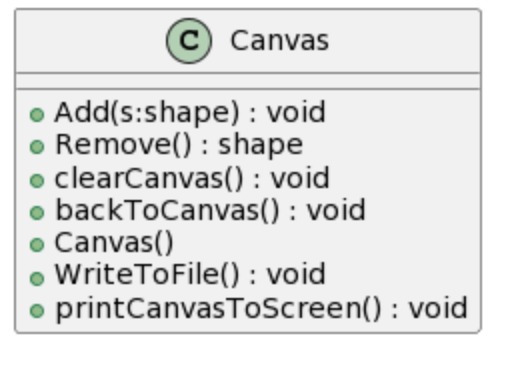 C Canvas
Add(s:shape) : void
Remove() : shape
clearCanvas() : void
backToCanvas() : void
Canvas()
WriteToFile() : void
printCanvasToScreen() : void